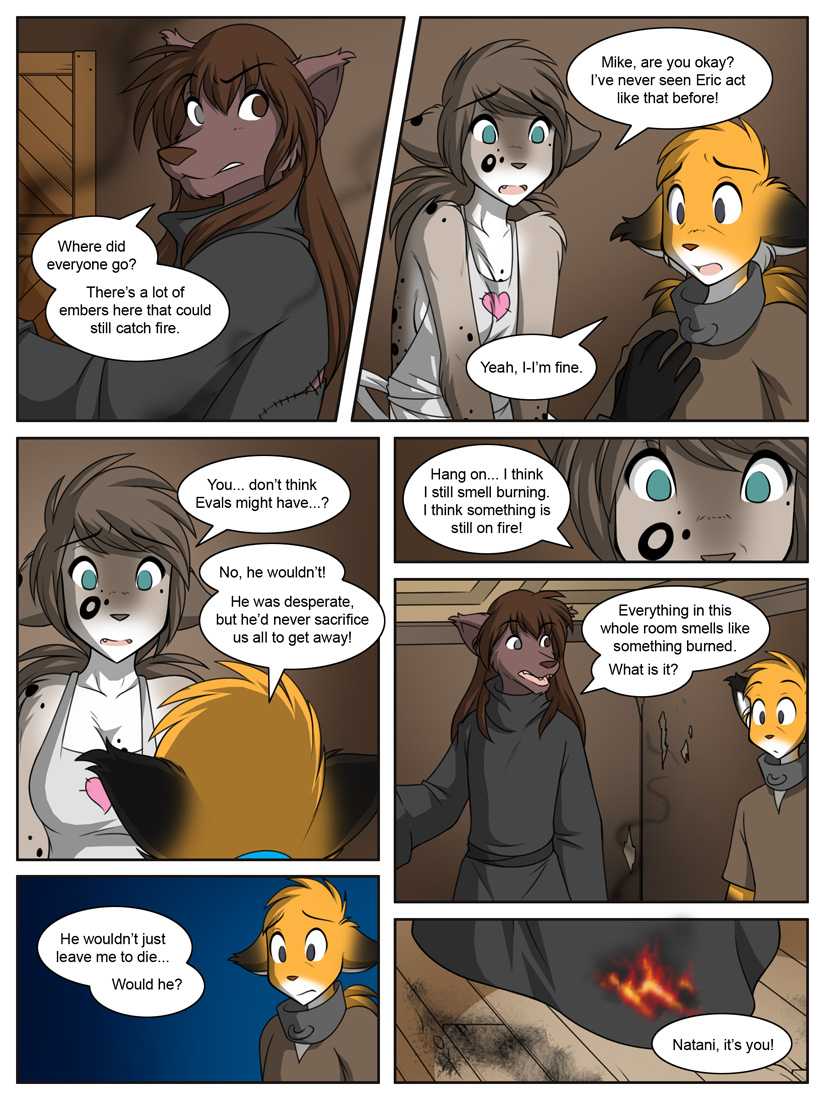 Where did
everyone go?
There's a lot of
embers here that could
still catch fire.
Mike, are you okay?
I've never seen Eric act
like that before!
Yeah, I-I'm fine.
You... don't think
Evals might have...?
No, he wouldn't!
He was desperate,
but he'd never sacrifice
us all to get away!
He wouldn't just
leave me to die...
Would he?
Hang on... I think
I still smell burning.
I think something is
still on fire!
Everything in this
whole room smells like
something burned.
What is it?
Natani, it's you!